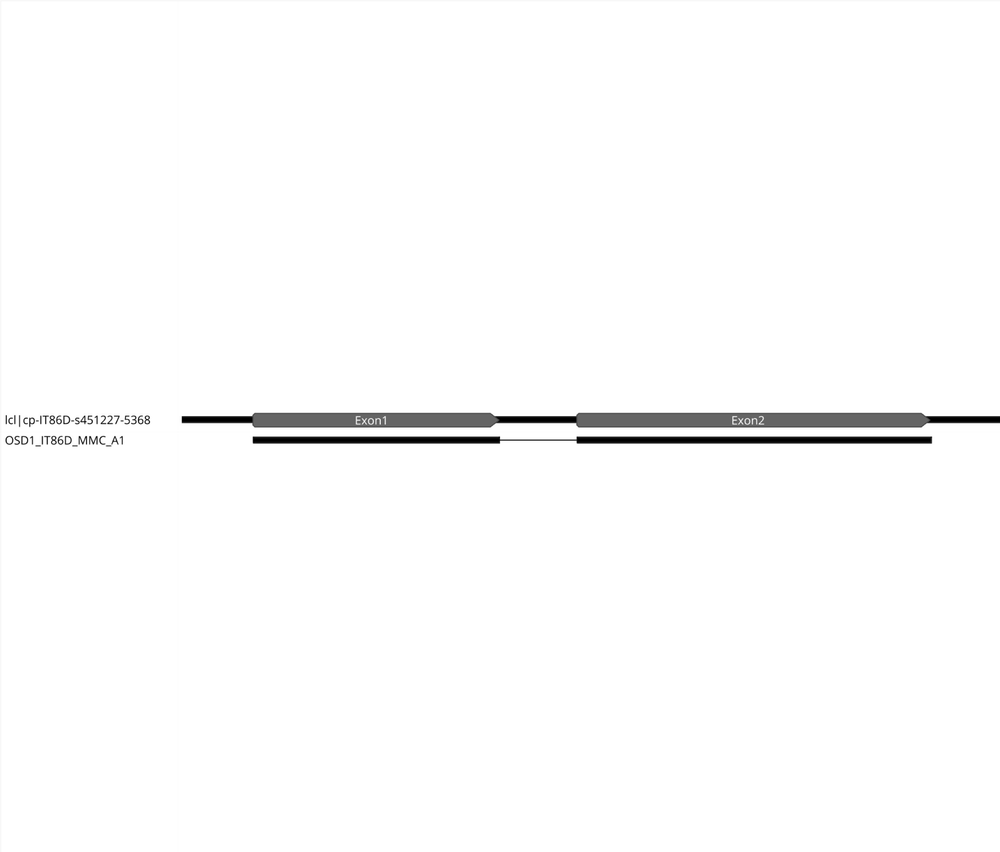 lcl|cp-IT86D-s451227-5368 Exon1 Exon2
OSD1_IT86D_MMC_A1